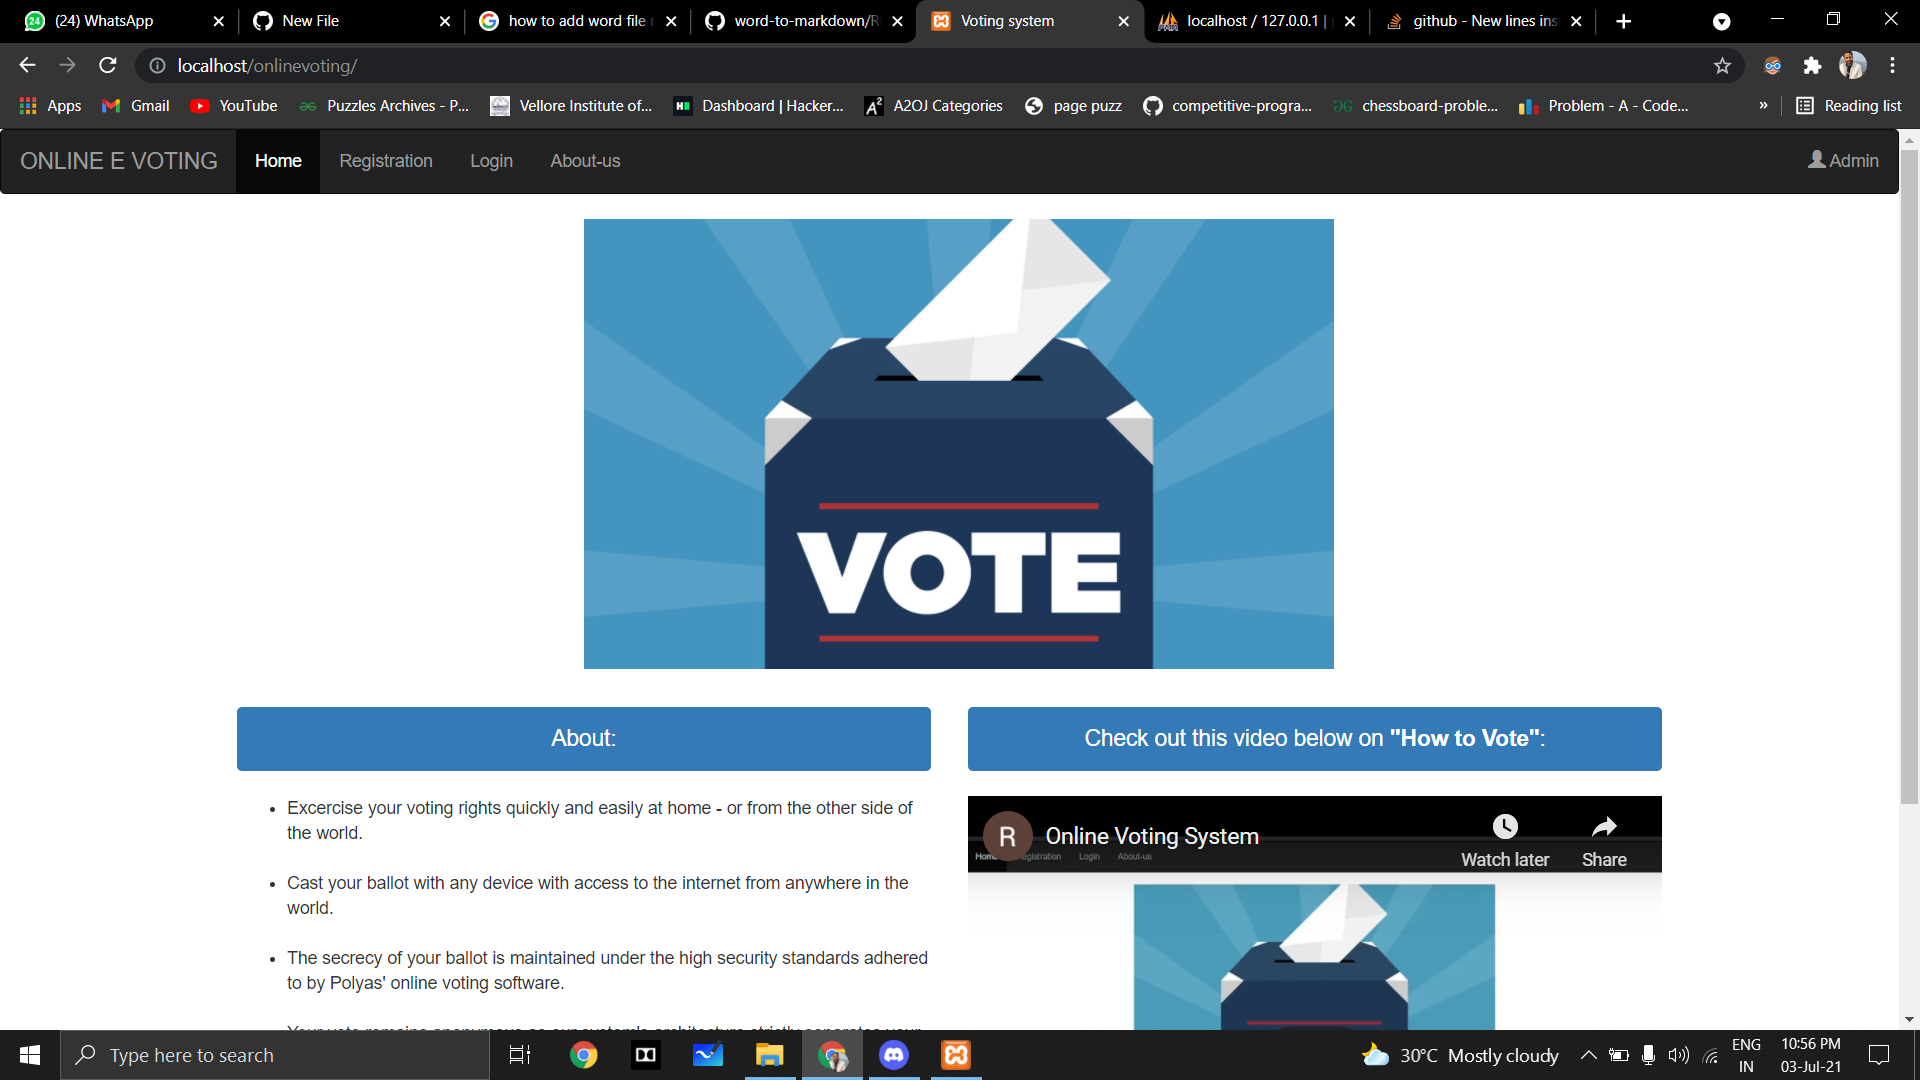 (24) WhatsApp
New File
how to add word file
word-to-markdown/R
Voting system
localhost / 127.0.0.1 |
github - New lines ins
localhost/onlinevoting/
Apps
Gmail
YouTube
Puzzles Archives - P...
Vellore Institute of...
Dashboard | Hacker...
A2OJ Categories
page puzz
competitive-progra...
chessboard-proble...
Problem - A - Code...
»
Reading list
ONLINE E VOTING
Home
Registration
Login
About-us
Admin
VOTE
About:
Check out this video below on "How to Vote":
Excercise your voting rights quickly and easily at home - or from the other side of
the world.
Cast your ballot with any device with access to the internet from anywhere in the
world.
The secrecy of your ballot is maintained under the high security standards adhered
to by Polyas' online voting software.
R
Online Voting System
Watch later
Share
Login
About-us
Type here to search
30°C Mostly cloudy
ENG
IN
10:56 PM
03-Jul-21